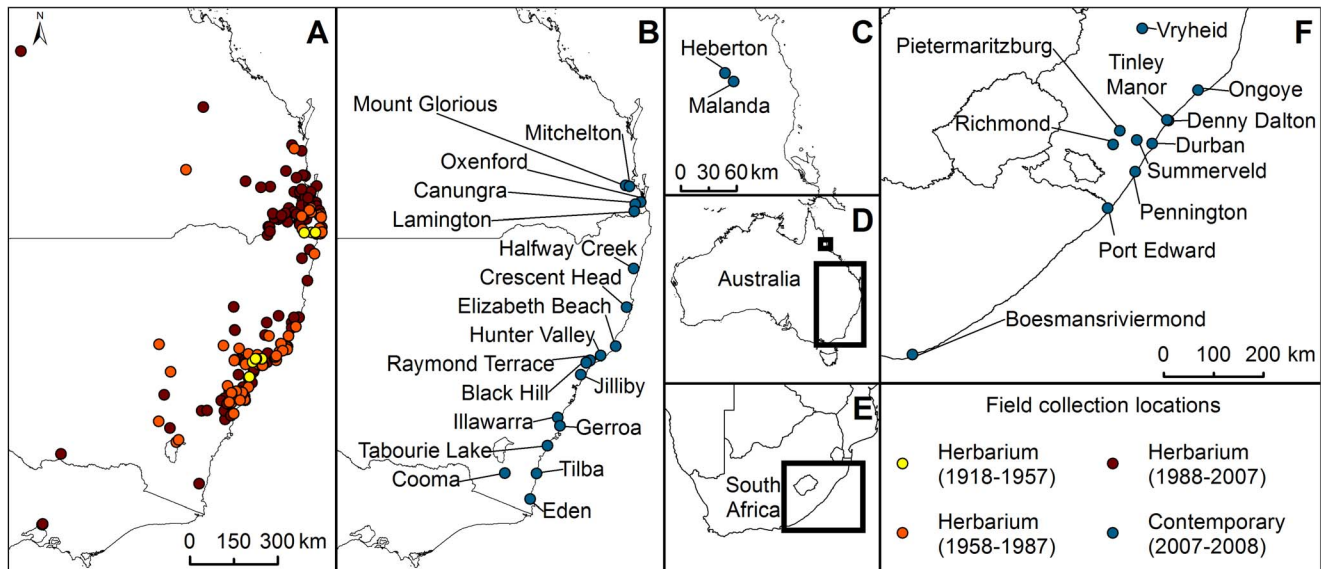 N
A
0 150 300 km
B
Mount Glorious
Mitchelton
Oxenford
Canungra
Lamington
Halfway Creek
Crescent Head
Elizabeth Beach
Hunter Valley
Raymond Terrace
Black Hill
Jilliby
Illawarra
Gerroa
Tabourie Lake
Cooma
Tilba
Eden
C
Heberton
Malanda
0 30 60 km
D
Australia
E
South
Africa
F
Vryheid
Pietermaritzburg
Tinley
Manor
Ongoye
Richmond
Denny Dalton
Durban
Summerveld
Pennington
Port Edward
Boesmansriviermond
0 100 200 km
Field collection locations
Herbarium
(1918-1957)
Herbarium
(1988-2007)
Herbarium
(1958-1987)
Contemporary
(2007-2008)